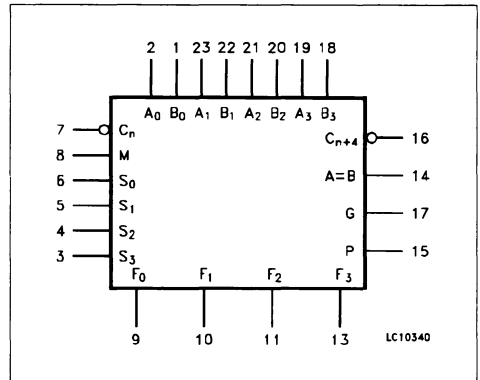 2 1 23 22 21 20 19 18
A0 B0 A1 B1 A2 B2 A3 B3
7 Cn Cn+4 16
8 M
A=B 14
6 S0
5 S1 G 17
4 S2
P 15
3 S3
F0 F1 F2 F3
9 10 11 13 LC10340